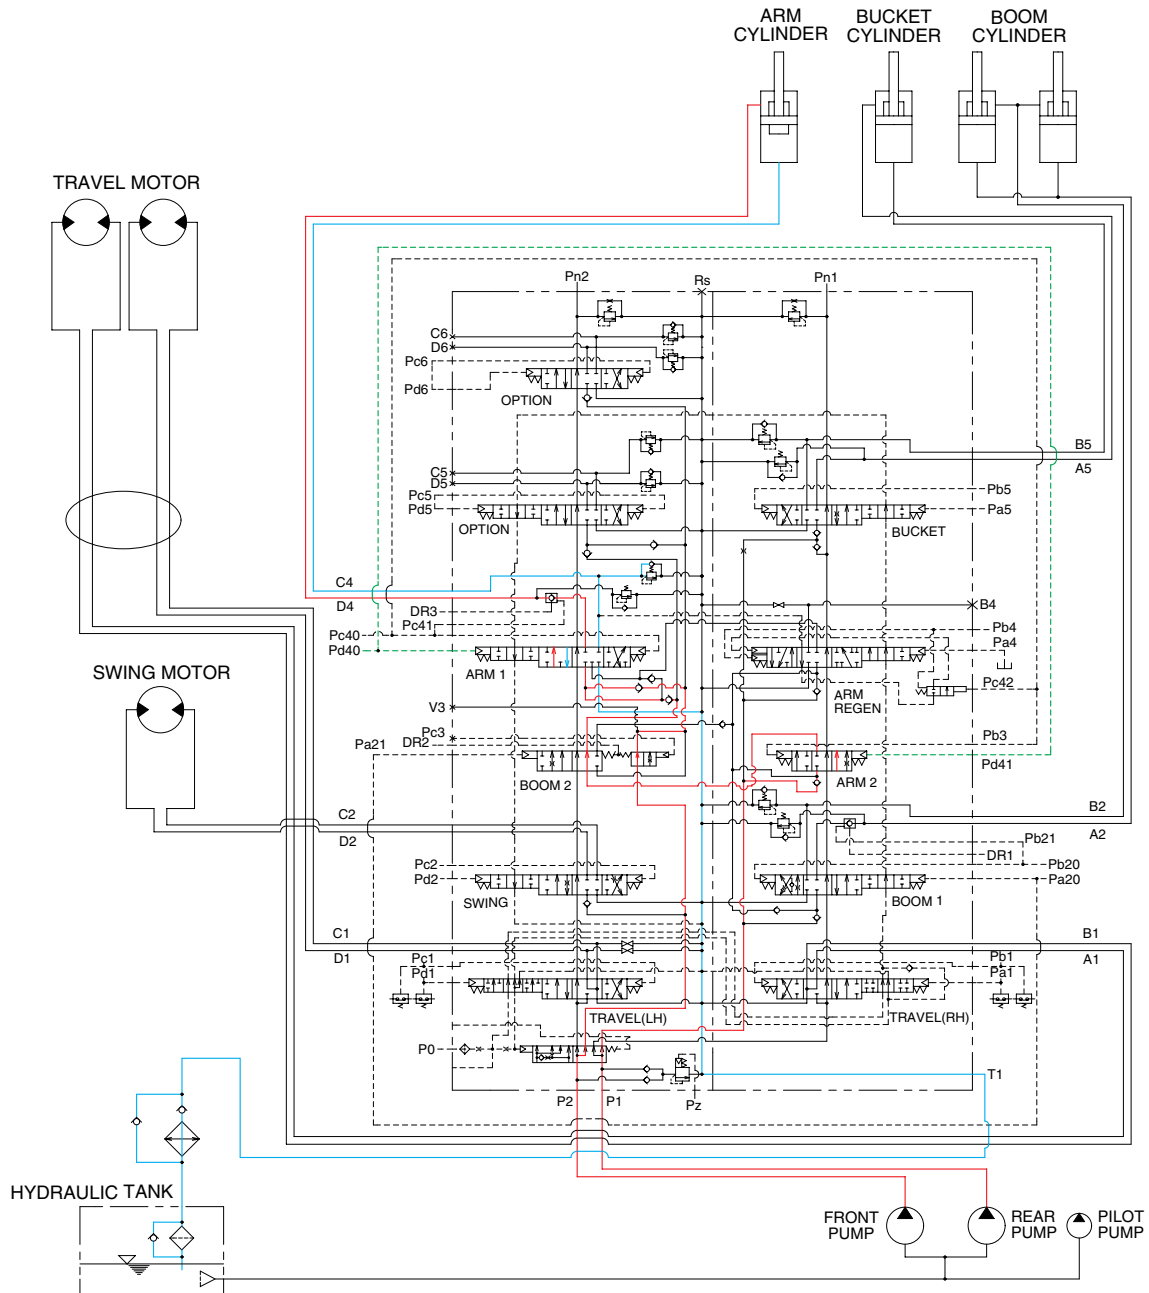 ARM
CYLINDER
BUCKET
CYLINDER
BOOM
CYLINDER
TRAVEL MOTOR
Pn2
Rs
Pn1
C6
D6
Pc6
Pd6
OPTION
B5
A5
C5
D5
Pc5
Pd5
OPTION
Pb5
Pa5
BUCKET
C4
D4
DR3
Pc41
Pc40
Pd40
ARM 1
B4
Pb4
Pa4
Pc42
ARM
REGEN
SWING MOTOR
V3
Pc3
DR2
Pa21
BOOM 2
Pb3
Pd41
ARM 2
C2
D2
B2
A2
Pb21
DR1
Pb20
Pa20
Pc2
Pd2
SWING
BOOM 1
C1
D1
B1
A1
Pc1
Pd1
Pb1
Pa1
TRAVEL(LH)
TRAVEL(RH)
P0
T1
P2
P1
Pz
HYDRAULIC TANK
FRONT
PUMP
REAR
PUMP
PILOT
PUMP